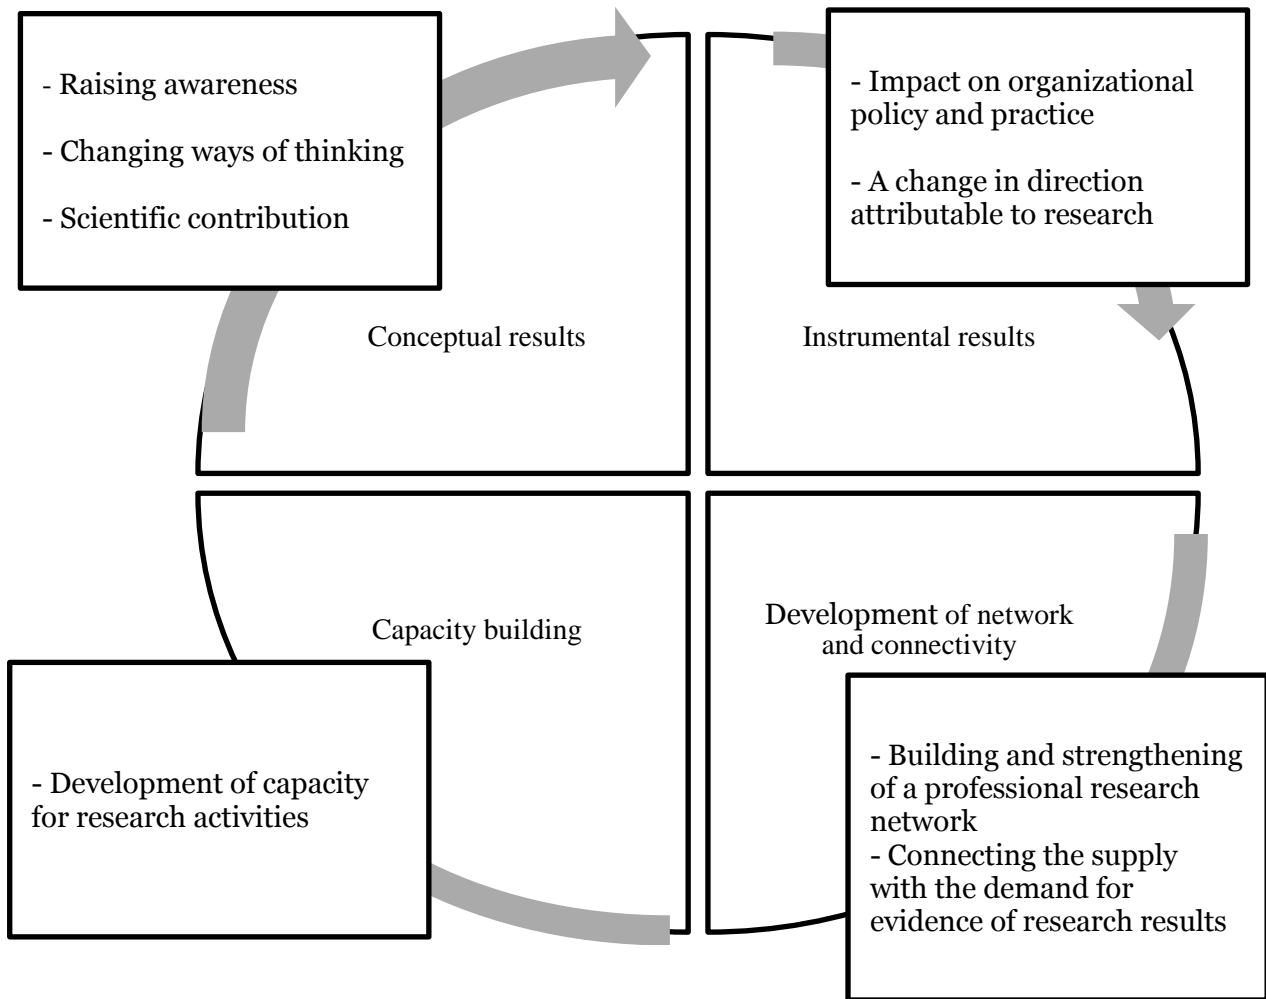 - Raising awareness
- Changing ways of thinking
- Scientific contribution
Conceptual results
- Impact on organizational
policy and practice
- A change in direction
attributable to research
Instrumental results
Capacity building
- Development of capacity
for research activities
Development of network
and connectivity
- Building and strengthening
of a professional research
network
- Connecting the supply
with the demand for
evidence of research results